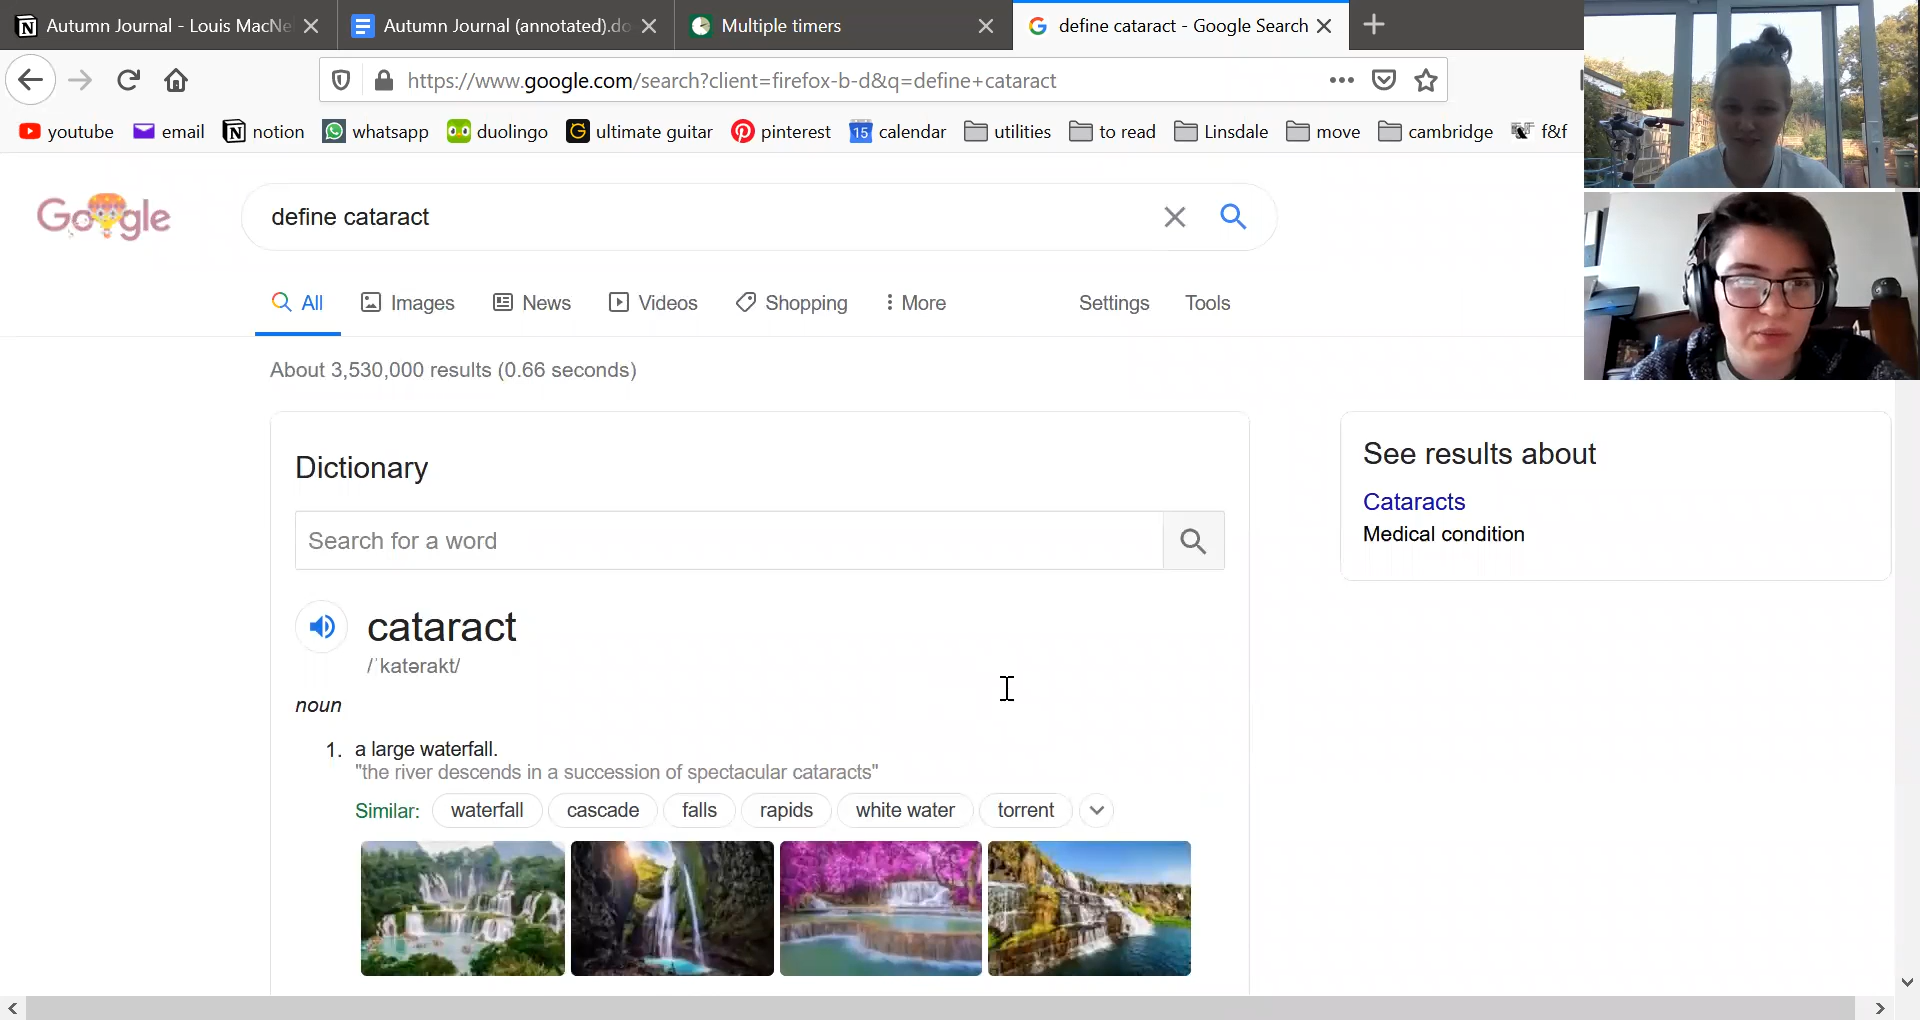 Autumn Journal - Louis MacNe
Autumn Journal (annotated).do
Multiple timers
define cataract - Google Search
https://www.google.com/search?client=firefox-b-d&q=define+cataract
youtube
email
notion
whatsapp
duolingo
ultimate guitar
pinterest
15 calendar
utilities
to read
Linsdale
move
cambridge
f&f
Google
define cataract
All
Images
News
Videos
Shopping
More
Settings
Tools
About 3,530,000 results (0.66 seconds)
Dictionary
Search for a word
cataract
/ˈkatərakt/
noun
1. a large waterfall.
"the river descends in a succession of spectacular cataracts"
Similar: waterfall cascade falls rapids white water torrent
See results about
Cataracts
Medical condition